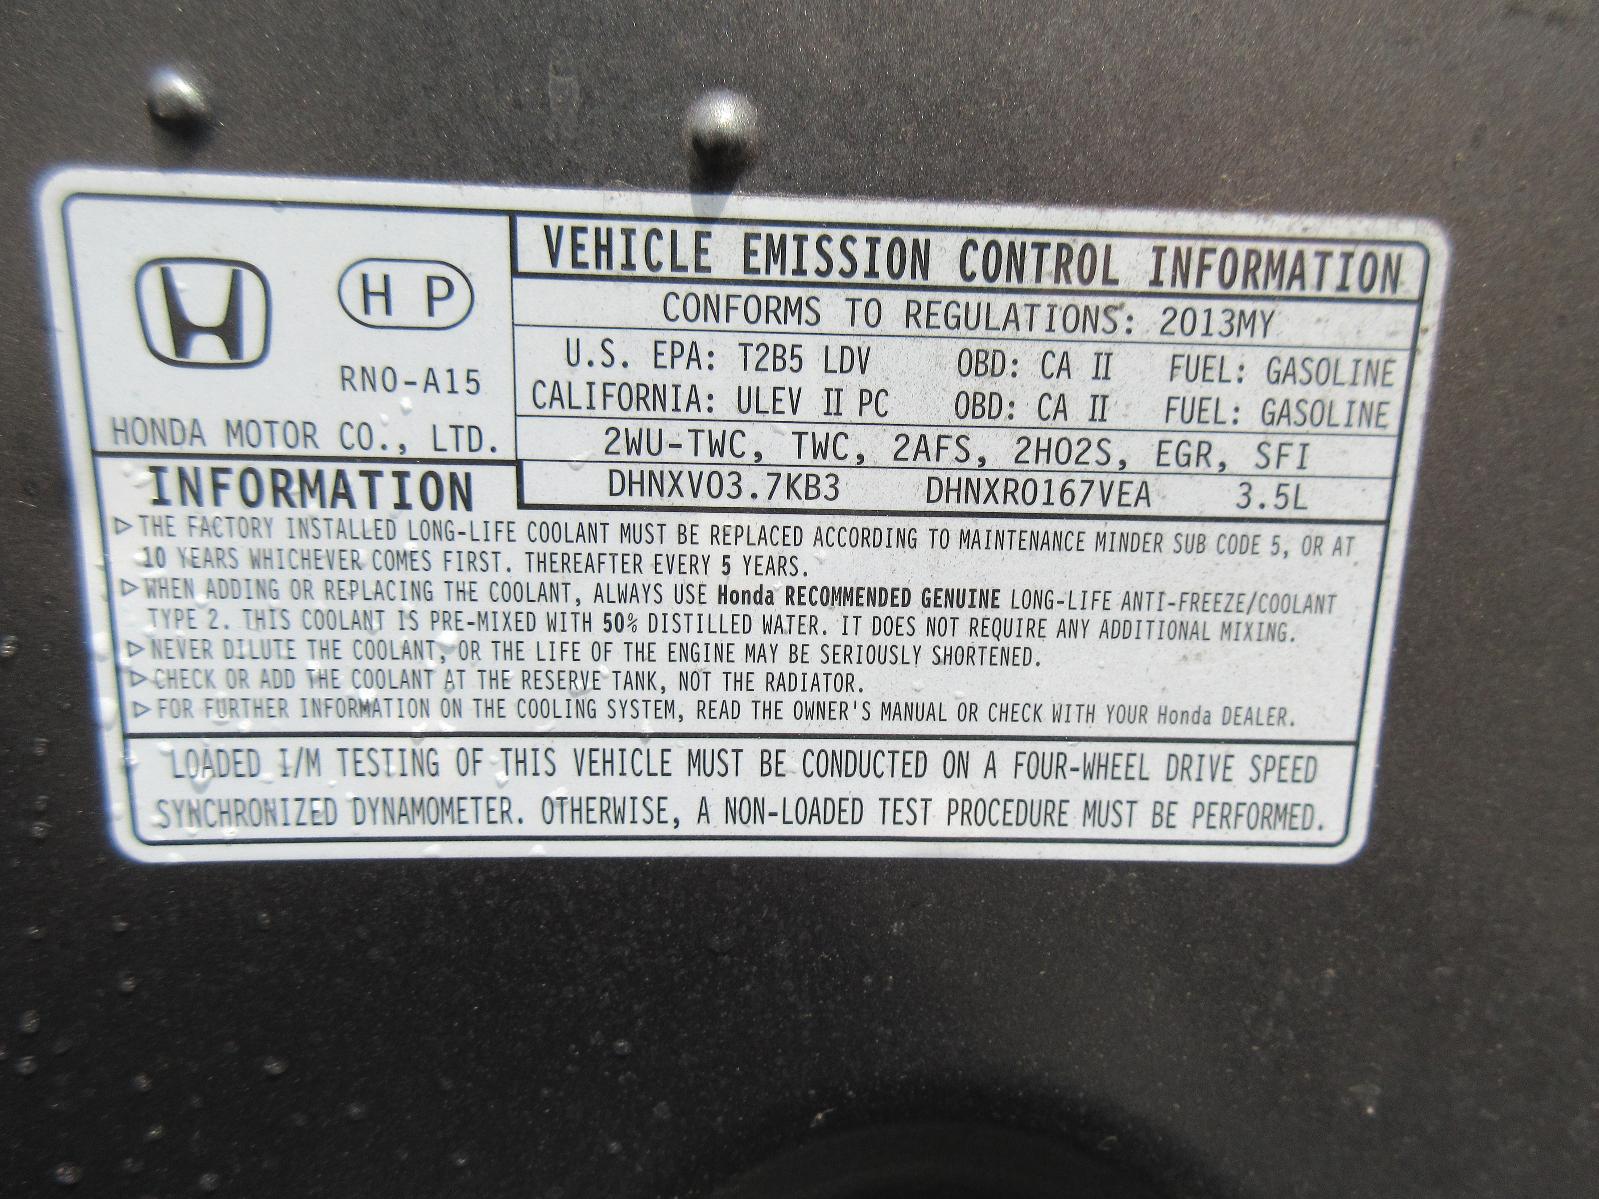 H P
RNO-A15
HONDA MOTOR CO., LTD.
VEHICLE EMISSION CONTROL INFORMATION
CONFORMS TO REGULATIONS: 2013MY
U.S. EPA: T2B5 LDV OBD: CA II FUEL: GASOLINE
CALIFORNIA: ULEV II PC OBD: CA II FUEL: GASOLINE
2WU-TWC, TWC, 2AFS, 2HO2S, EGR, SFI
DHNXV03.7KB3 DHNXR0167VEA 3.5L
INFORMATION
▷THE FACTORY INSTALLED LONG-LIFE COOLANT MUST BE REPLACED ACCORDING TO MAINTENANCE MINDER SUB CODE 5, OR AT
10 YEARS WHICHEVER COMES FIRST. THEREAFTER EVERY 5 YEARS.
▷WHEN ADDING OR REPLACING THE COOLANT, ALWAYS USE Honda RECOMMENDED GENUINE LONG-LIFE ANTI-FREEZE/COOLANT
TYPE 2. THIS COOLANT IS PRE-MIXED WITH 50% DISTILLED WATER. IT DOES NOT REQUIRE ANY ADDITIONAL MIXING.
▷NEVER DILUTE THE COOLANT, OR THE LIFE OF THE ENGINE MAY BE SERIOUSLY SHORTENED.
▷CHECK OR ADD THE COOLANT AT THE RESERVE TANK, NOT THE RADIATOR.
▷FOR FURTHER INFORMATION ON THE COOLING SYSTEM, READ THE OWNER'S MANUAL OR CHECK WITH YOUR Honda DEALER.
LOADED I/M TESTING OF THIS VEHICLE MUST BE CONDUCTED ON A FOUR-WHEEL DRIVE SPEED
SYNCHRONIZED DYNAMOMETER. OTHERWISE, A NON-LOADED TEST PROCEDURE MUST BE PERFORMED.